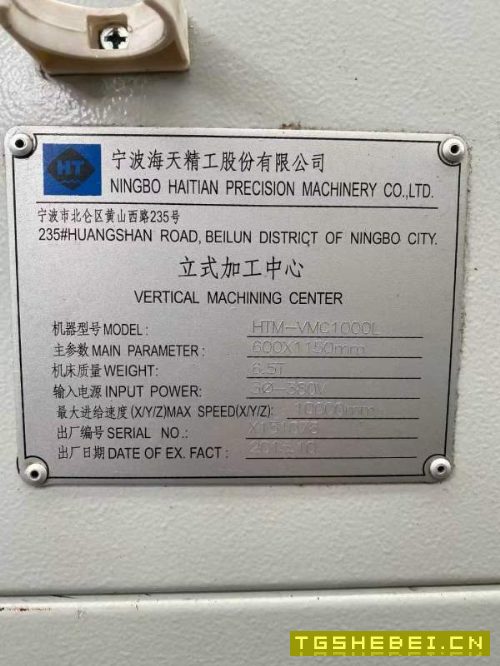 HT
宁波海天精工股份有限公司
NINGBO HAITIAN PRECISION MACHINERY CO.,LTD.
宁波市北仑区黄山西路235号
235#HUANGSHAN ROAD, BEILUN DISTRICT OF NINGBO CITY.
立式加工中心
VERTICAL MACHINING CENTER
机器型号MODEL: HTM-VMC1000L
主参数MAIN PARAMETER: 600X1150mm
机床质量WEIGHT: 6.5T
输入电源INPUT POWER: 3Ø-380V
最大进给速度(X/Y/Z)MAX SPEED(X/Y/Z): 10000mm
出厂编号SERIAL NO.:
出厂日期DATE OF EX. FACT:
TGSHEBEI.CN